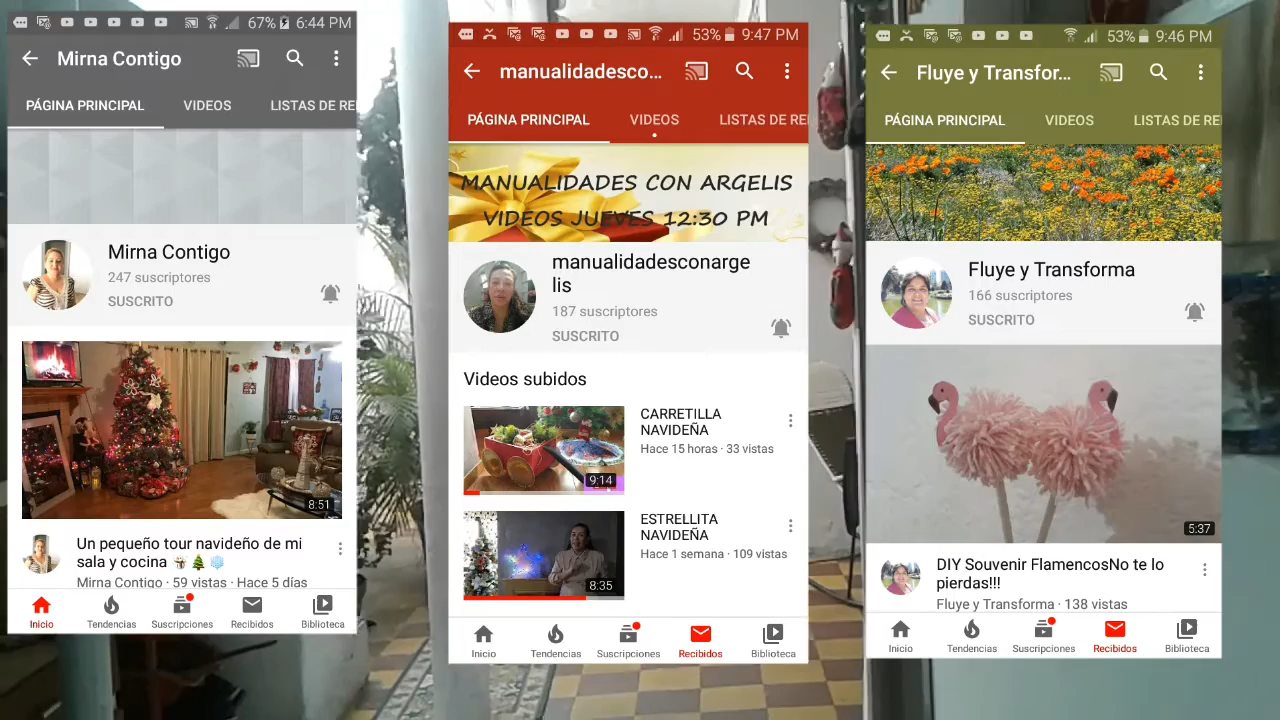 67% 6:44 PM
Mirna Contigo
PÁGINA PRINCIPAL VIDEOS LISTAS DE RE
Mirna Contigo
247 suscriptores
SUSCRITO
8:51
Un pequeño tour navideño de mi
sala y cocina
Mirna Contigo · 59 vistas · Hace 5 días
Inicio Tendencias Suscripciones Recibidos Biblioteca
53% 9:47 PM
manualidadesco...
PÁGINA PRINCIPAL VIDEOS LISTAS DE RE
MANUALIDADES CON ARGELIS
VIDEOS JUEVES 12:30 PM
manualidadesconarge
lis
187 suscriptores
SUSCRITO
Videos subidos
CARRETILLA
NAVIDEÑA
Hace 15 horas · 33 vistas
9:14
ESTRELLITA
NAVIDEÑA
Hace 1 semana · 109 vistas
8:35
Inicio Tendencias Suscripciones Recibidos Biblioteca
53% 9:46 PM
Fluye y Transfor...
PÁGINA PRINCIPAL VIDEOS LISTAS DE RE
Fluye y Transforma
166 suscriptores
SUSCRITO
5:37
DIY Souvenir FlamencosNo te lo
pierdas!!!
Fluye y Transforma · 138 vistas
Inicio Tendencias Suscripciones Recibidos Biblioteca